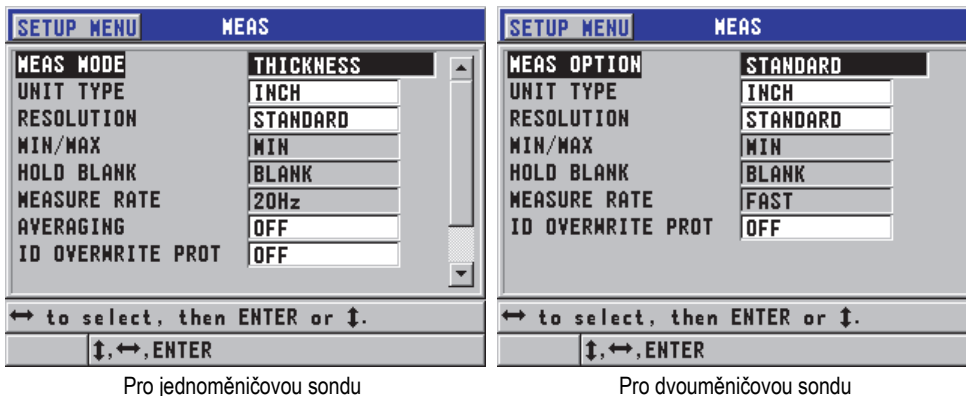 SETUP MENU MEAS
MEAS MODE THICKNESS
UNIT TYPE INCH
RESOLUTION STANDARD
MIN/MAX MIN
HOLD BLANK BLANK
MEASURE RATE 20Hz
AVERAGING OFF
ID OVERWRITE PROT OFF
↔ to select, then ENTER or ↕.
↕,↔,ENTER
Pro jednoměničovou sondu
SETUP MENU MEAS
MEAS OPTION STANDARD
UNIT TYPE INCH
RESOLUTION STANDARD
MIN/MAX MIN
HOLD BLANK BLANK
MEASURE RATE FAST
ID OVERWRITE PROT OFF
↔ to select, then ENTER or ↕.
↕,↔,ENTER
Pro dvouměničovou sondu